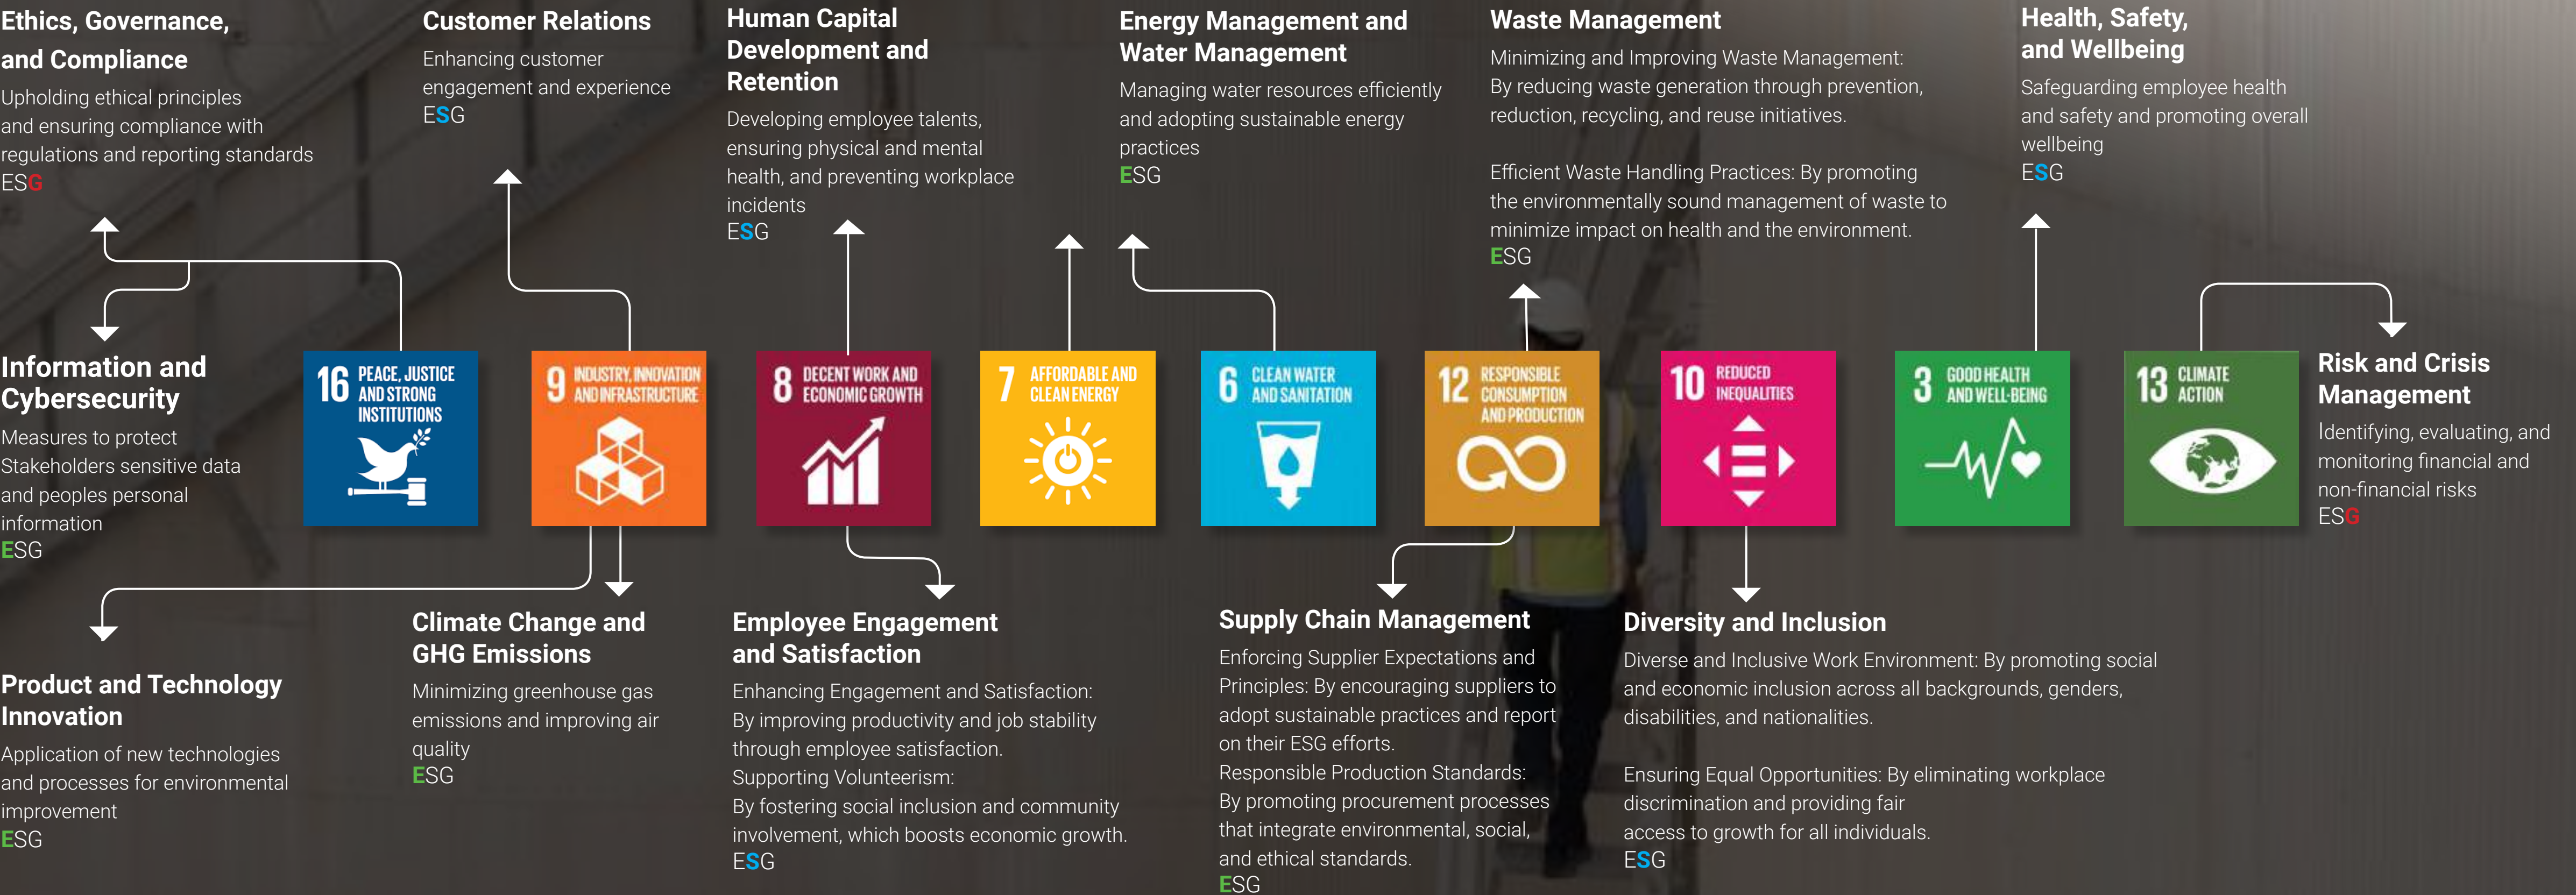 Ethics, Governance,
and Compliance
Upholding ethical principles
and ensuring compliance with
regulations and reporting standards
ESG
Customer Relations
Enhancing customer
engagement and experience
ESG
Human Capital
Development and
Retention
Developing employee talents,
ensuring physical and mental
health, and preventing workplace
incidents
ESG
Energy Management and
Water Management
Managing water resources efficiently
and adopting sustainable energy
practices
ESG
Waste Management
Minimizing and Improving Waste Management:
By reducing waste generation through prevention,
reduction, recycling, and reuse initiatives.
Efficient Waste Handling Practices: By promoting
the environmentally sound management of waste to
minimize impact on health and the environment.
ESG
Health, Safety,
and Wellbeing
Safeguarding employee health
and safety and promoting overall
wellbeing
ESG
Information and
Cybersecurity
Measures to protect
Stakeholders sensitive data
and peoples personal
information
ESG
16 PEACE, JUSTICE
AND STRONG
INSTITUTIONS
9 INDUSTRY, INNOVATION
AND INFRASTRUCTURE
8 DECENT WORK AND
ECONOMIC GROWTH
7 AFFORDABLE AND
CLEAN ENERGY
6 CLEAN WATER
AND SANITATION
12 RESPONSIBLE
CONSUMPTION
AND PRODUCTION
10 REDUCED
INEQUALITIES
3 GOOD HEALTH
AND WELL-BEING
13 CLIMATE
ACTION
Risk and Crisis
Management
Identifying, evaluating, and
monitoring financial and
non-financial risks
ESG
Product and Technology
Innovation
Application of new technologies
and processes for environmental
improvement
ESG
Climate Change and
GHG Emissions
Minimizing greenhouse gas
emissions and improving air
quality
ESG
Employee Engagement
and Satisfaction
Enhancing Engagement and Satisfaction:
By improving productivity and job stability
through employee satisfaction.
Supporting Volunteerism:
By fostering social inclusion and community
involvement, which boosts economic growth.
ESG
Supply Chain Management
Enforcing Supplier Expectations and
Principles: By encouraging suppliers to
adopt sustainable practices and report
on their ESG efforts.
Responsible Production Standards:
By promoting procurement processes
that integrate environmental, social,
and ethical standards.
ESG
Diversity and Inclusion
Diverse and Inclusive Work Environment: By promoting social
and economic inclusion across all backgrounds, genders,
disabilities, and nationalities.
Ensuring Equal Opportunities: By eliminating workplace
discrimination and providing fair
access to growth for all individuals.
ESG